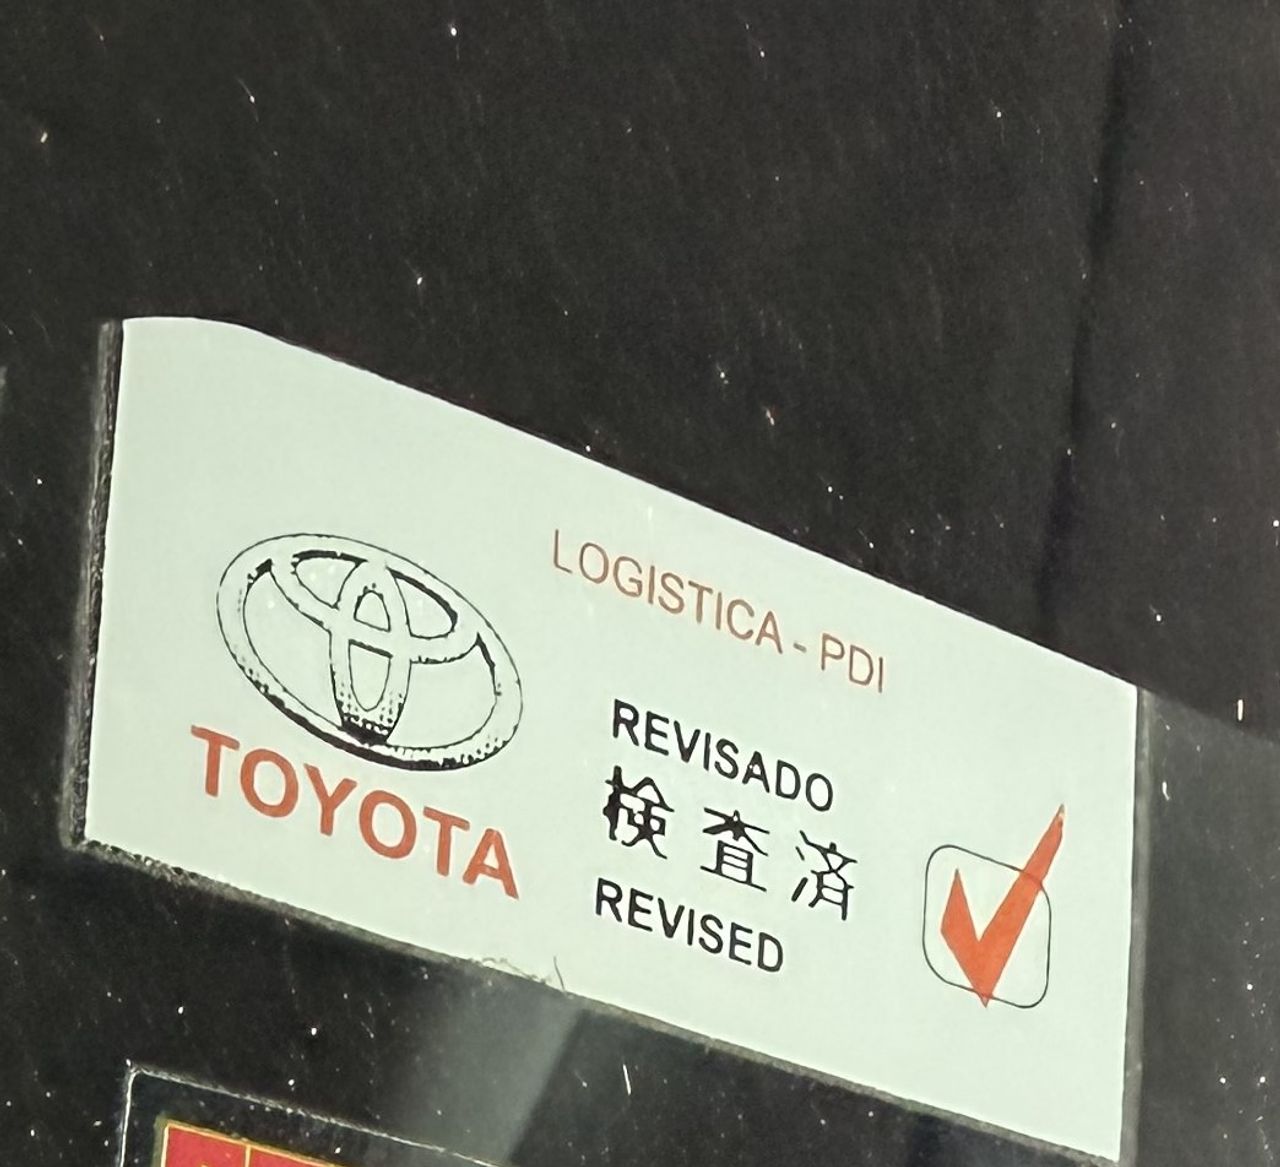 LOGISTICA - PDI
TOYOTA
REVISADO
検査済
REVISED